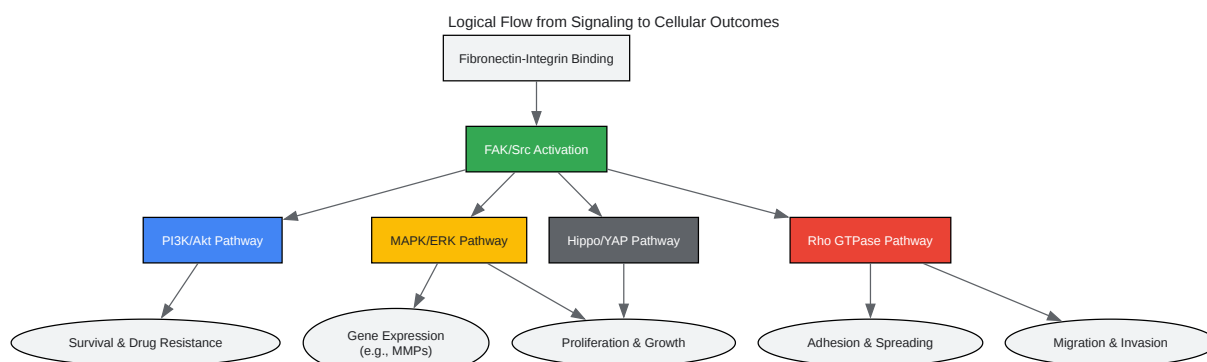 Logical Flow from Signaling to Cellular Outcomes
Fibronectin-Integrin Binding
FAK/Src Activation
PI3K/Akt Pathway
MAPK/ERK Pathway
Hippo/YAP Pathway
Rho GTPase Pathway
Survival & Drug Resistance
Gene Expression
(e.g., MMPs)
Proliferation & Growth
Adhesion & Spreading
Migration & Invasion